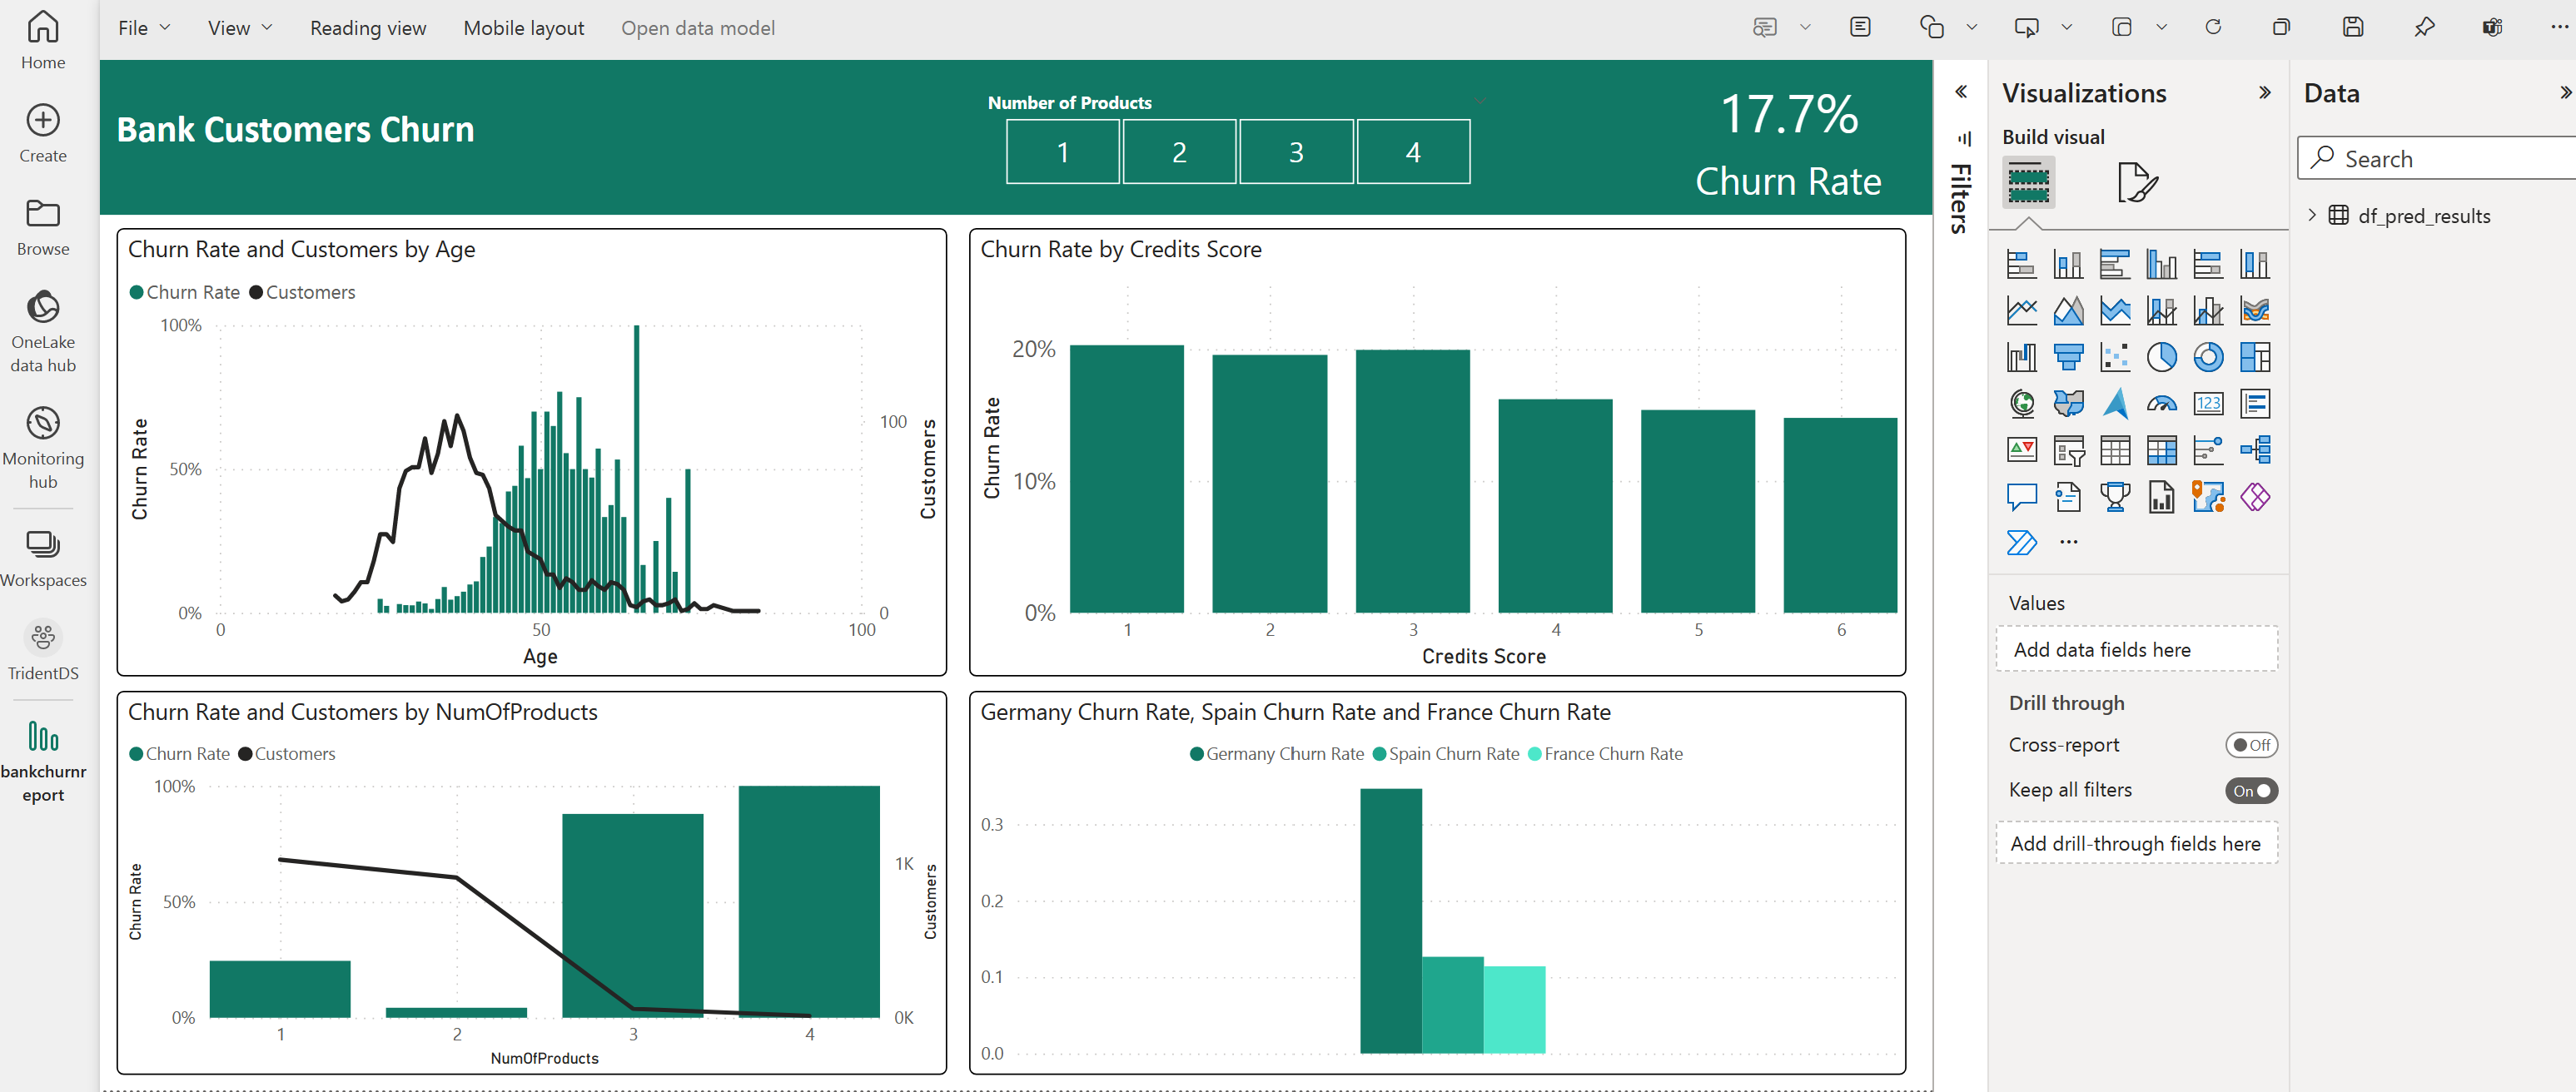 Home
Create
Browse
OneLake
data hub
Monitoring
hub
Workspaces
TridentDS
bankchurnr
eport
File
View
Reading view
Mobile layout
Open data model
Bank Customers Churn
Number of Products
1
2
3
4
17.7%
Churn Rate
Churn Rate and Customers by Age
Churn Rate
Customers
100%
50%
0%
Churn Rate
100
0
Customers
0
50
100
Age
Churn Rate by Credits Score
20%
10%
0%
Churn Rate
1
2
3
4
5
6
Credits Score
Churn Rate and Customers by NumOfProducts
Churn Rate
Customers
100%
50%
0%
Churn Rate
1K
0K
Customers
1
2
3
4
NumOfProducts
Germany Churn Rate, Spain Churn Rate and France Churn Rate
Germany Churn Rate
Spain Churn Rate
France Churn Rate
0.3
0.2
0.1
0.0
Filters
Visualizations
Build visual
123
Values
Add data fields here
Drill through
Cross-report
Off
Keep all filters
On
Add drill-through fields here
Data
Search
df_pred_results